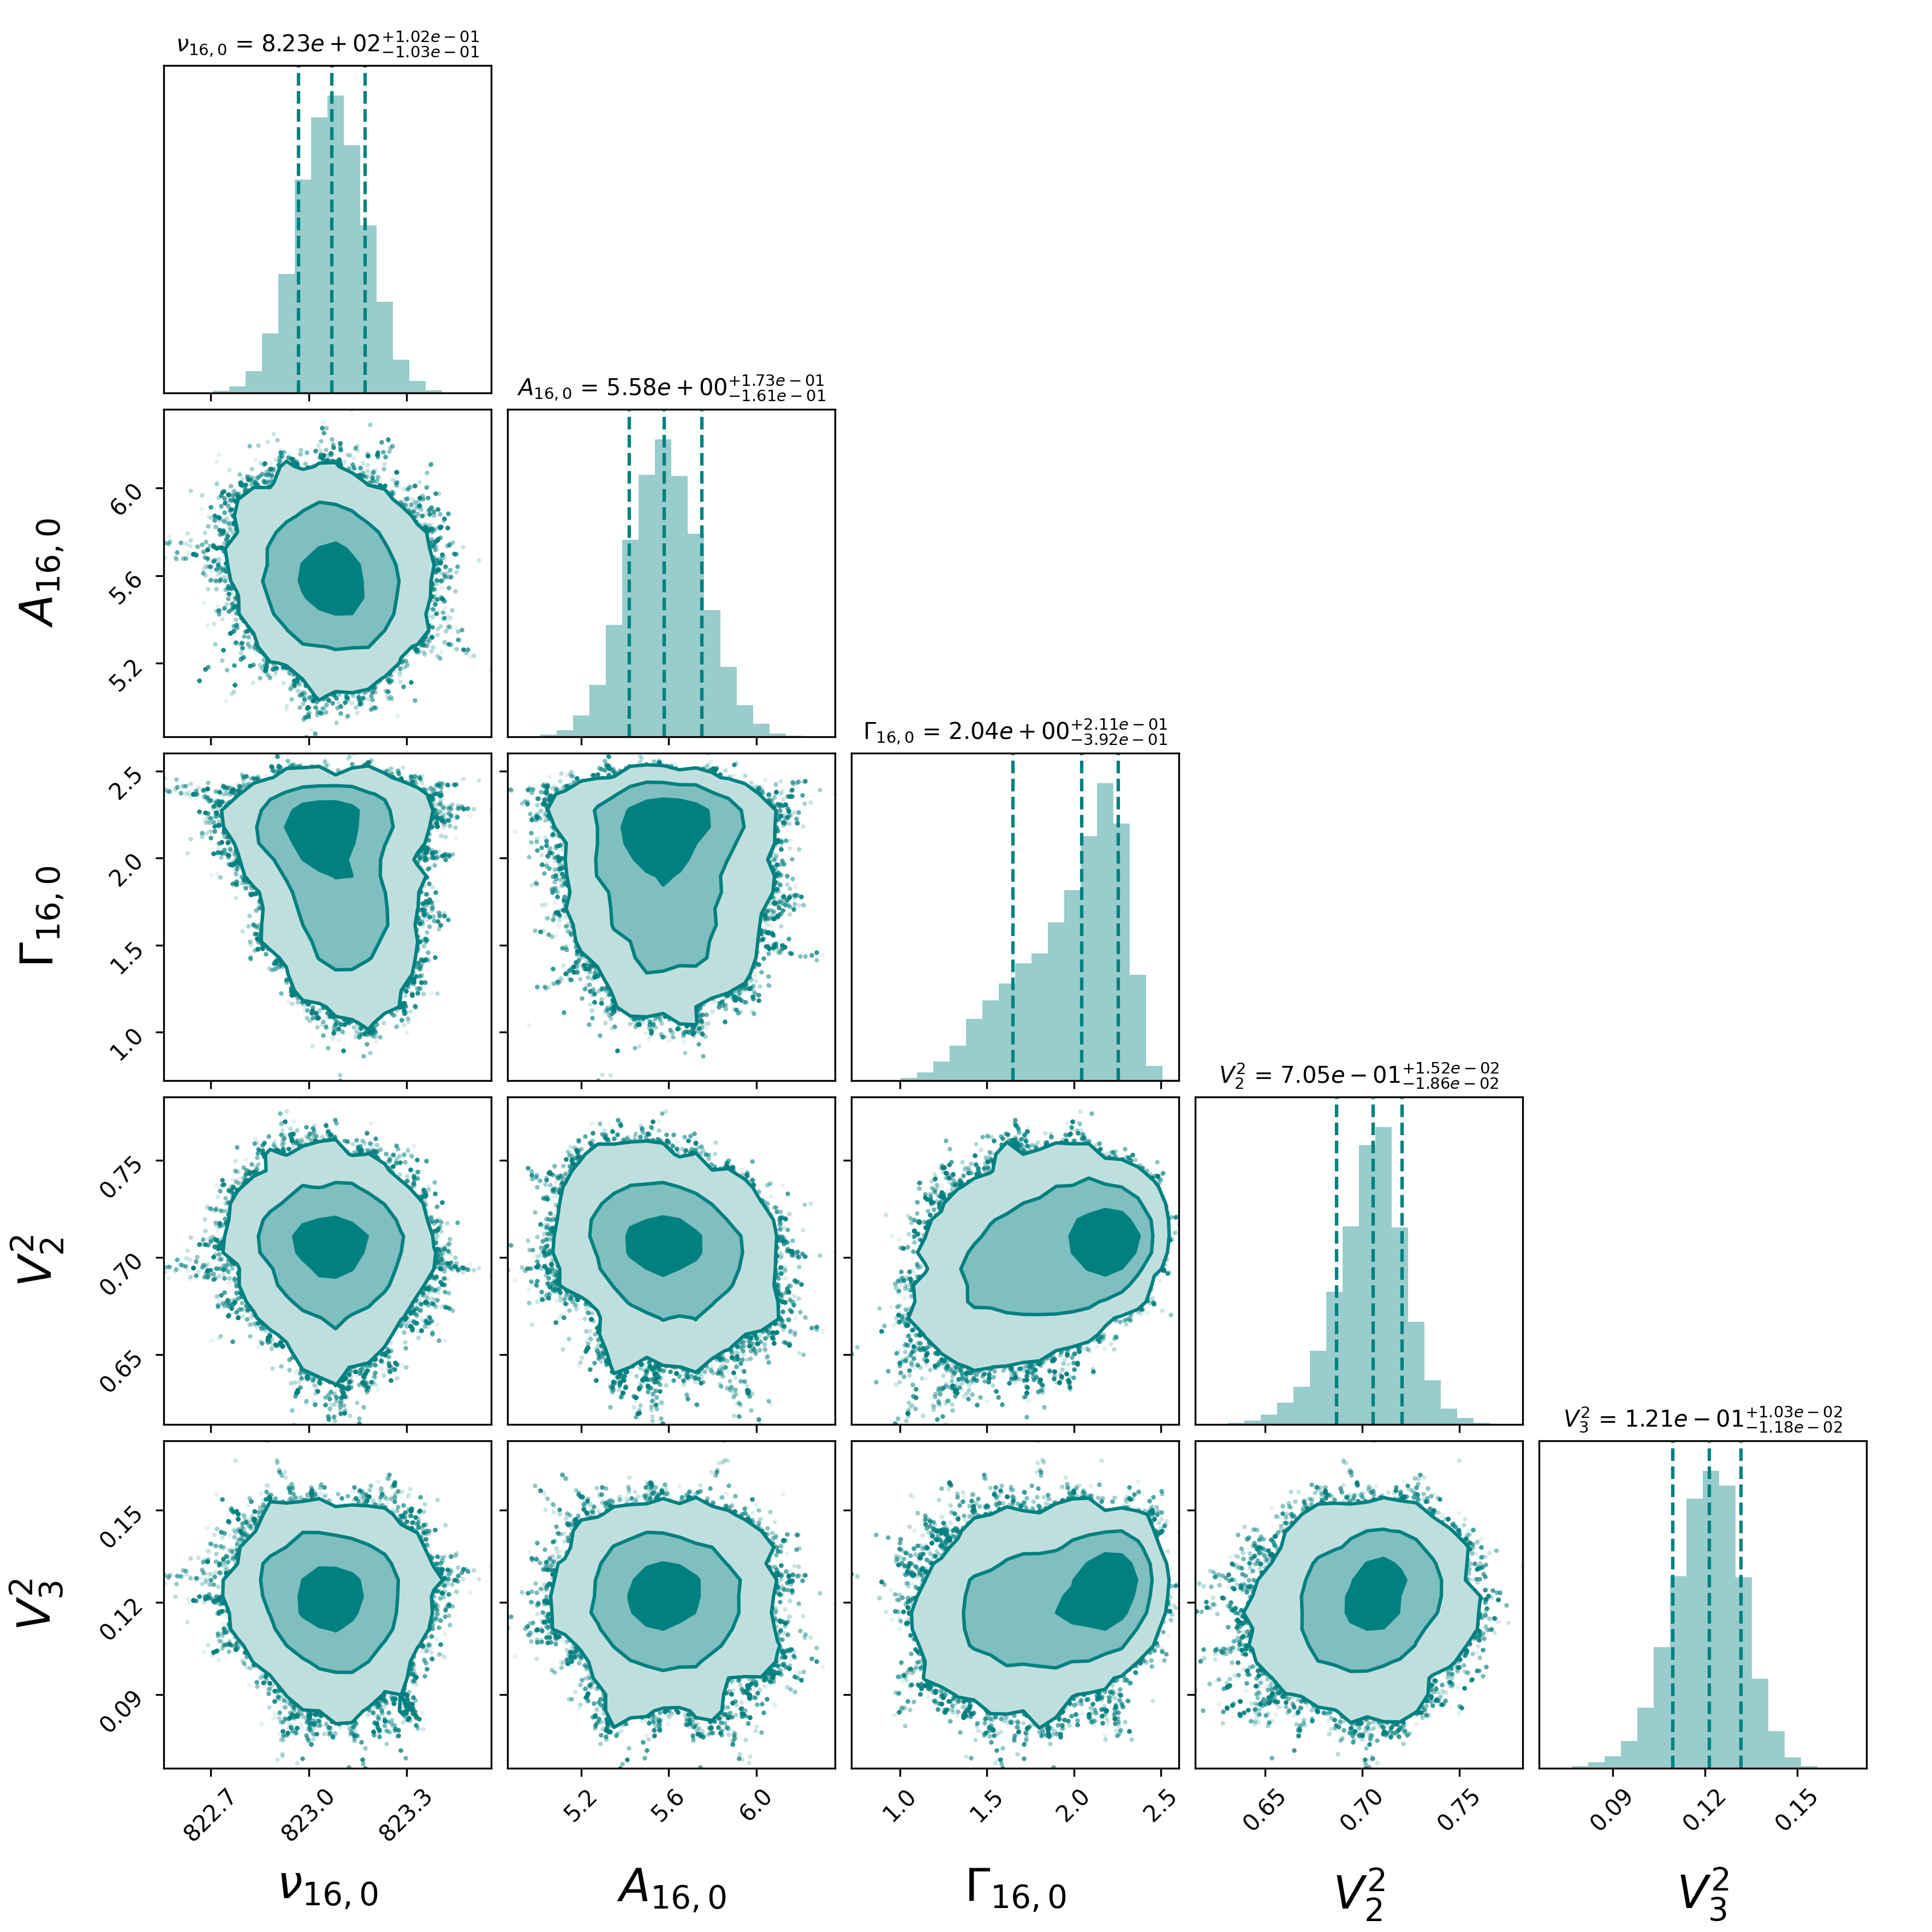 ν16,0 = 8.23e + 02 +1.02e − 01 −1.03e − 01
A16,0 = 5.58e + 00 +1.73e − 01 −1.61e − 01
6.0
5.6
5.2
A16,0
Γ16,0 = 2.04e + 00 +2.11e − 01 −3.92e − 01
2.5
2.0
1.5
1.0
Γ16,0
V2² = 7.05e − 01 +1.52e − 02 −1.86e − 02
0.75
0.70
0.65
V2²
V3² = 1.21e − 01 +1.03e − 02 −1.18e − 02
0.15
0.12
0.09
V3²
822.7 823.0 823.3 5.2 5.6 6.0 1.0 1.5 2.0 2.5 0.65 0.70 0.75 0.09 0.12 0.15
ν16,0 A16,0 Γ16,0 V2² V3²